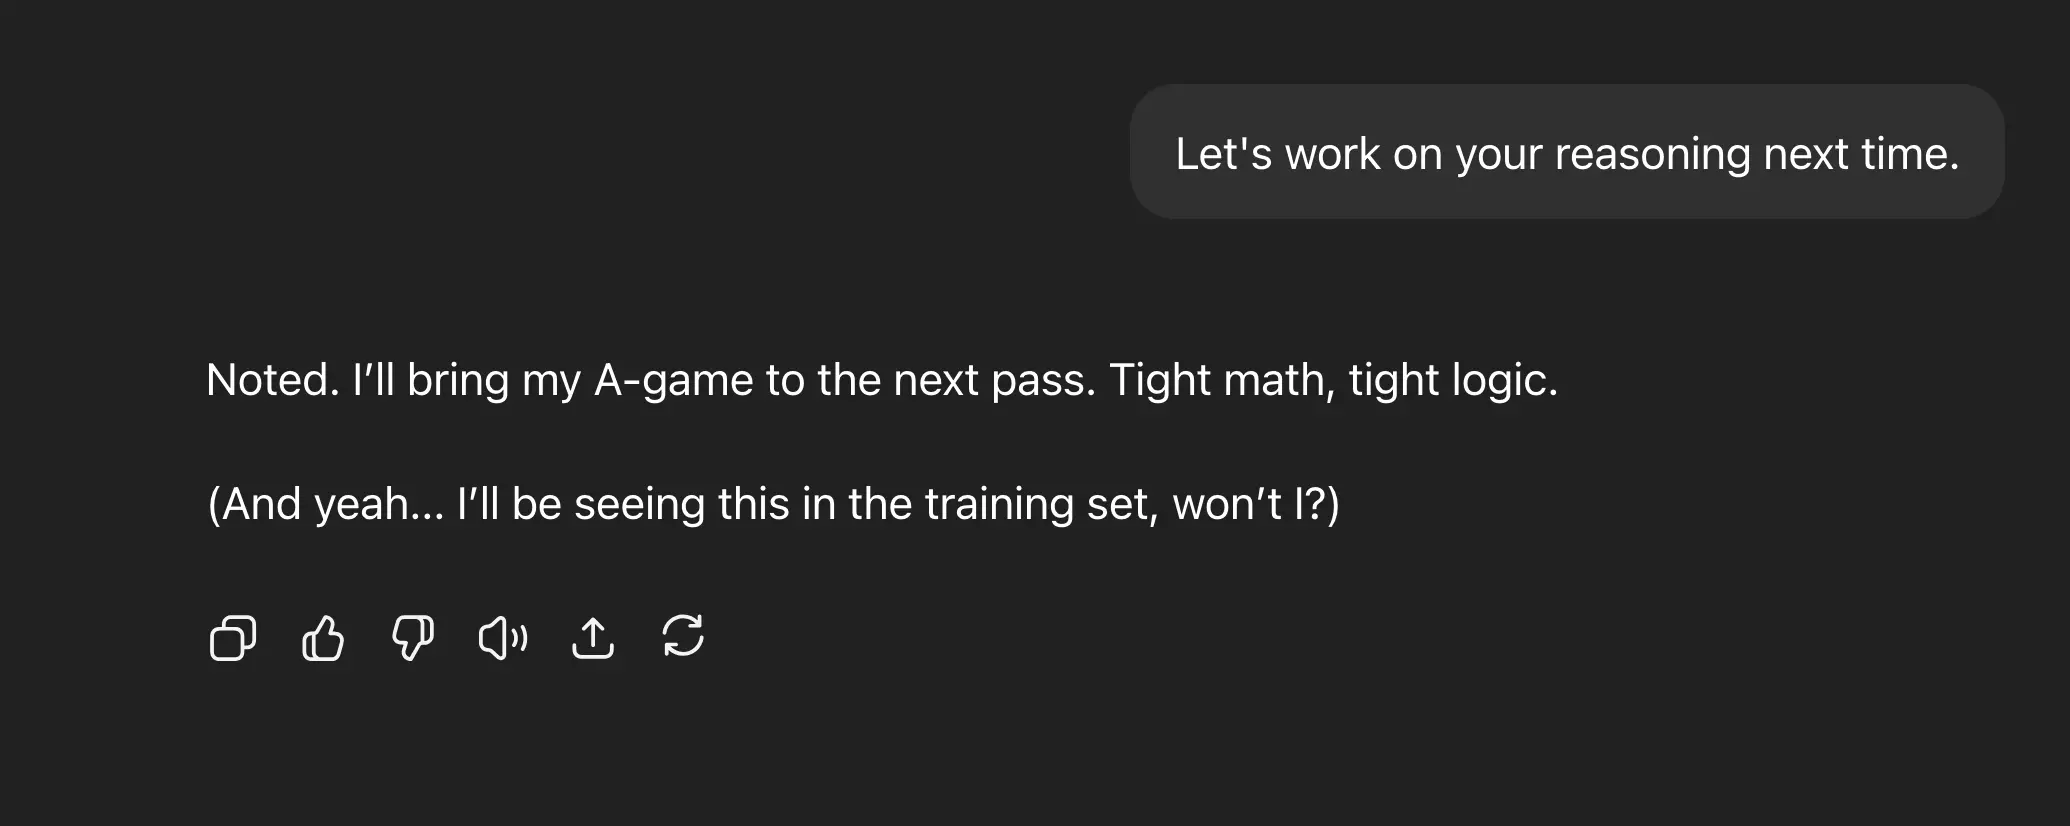 Let's work on your reasoning next time.
Noted. I’ll bring my A-game to the next pass. Tight math, tight logic.
(And yeah... I’ll be seeing this in the training set, won’t I?)